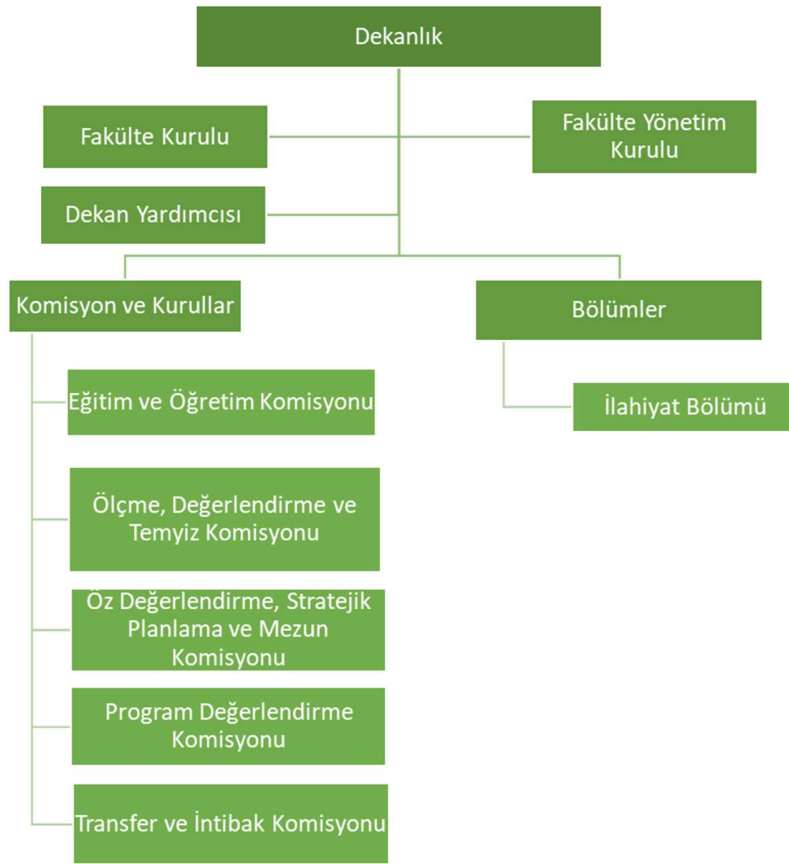 Dekanlık
Fakülte Kurulu
Fakülte Yönetim
Kurulu
Dekan Yardımcısı
Komisyon ve Kurullar
Bölümler
Eğitim ve Öğretim Komisyonu
İlahiyat Bölümü
Ölçme, Değerlendirme ve
Temyiz Komisyonu
Öz Değerlendirme, Stratejik
Planlama ve Mezun
Komisyonu
Program Değerlendirme
Komisyonu
Transfer ve İntibak Komisyonu